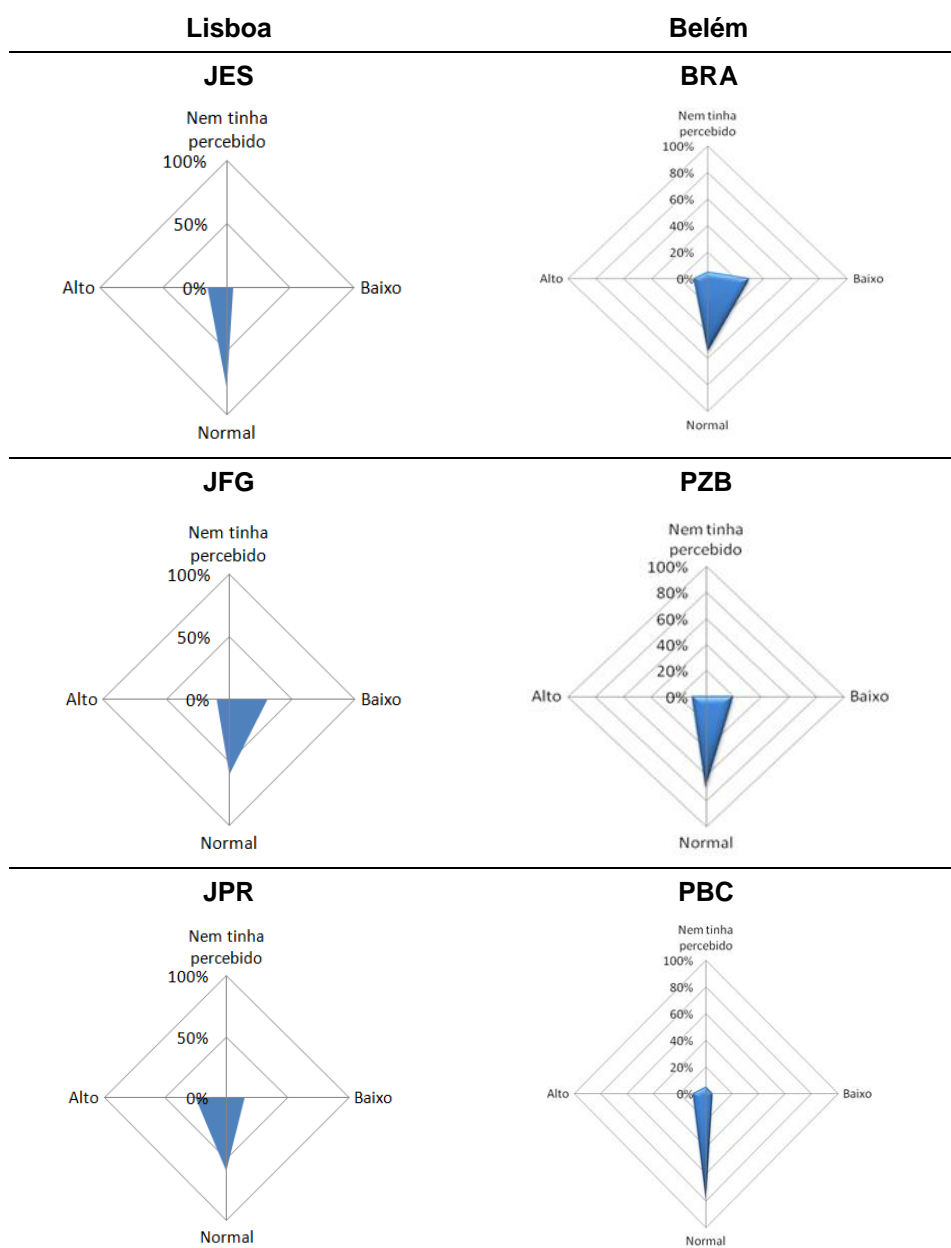 Lisboa Belém
JES BRA
Nem tinha
percebido
100%
50%
Alto 0% Baixo
Normal
Nem tinha
percebido
100%
80%
60%
40%
20%
Alto 0% Baixo
Normal
JFG PZB
Nem tinha
percebido
100%
50%
Alto 0% Baixo
Normal
Nem tinha
percebido
100%
80%
60%
40%
20%
Alto 0% Baixo
Normal
JPR PBC
Nem tinha
percebido
100%
50%
Alto 0% Baixo
Normal
Nem tinha
percebido
100%
80%
60%
40%
20%
Alto 0% Baixo
Normal